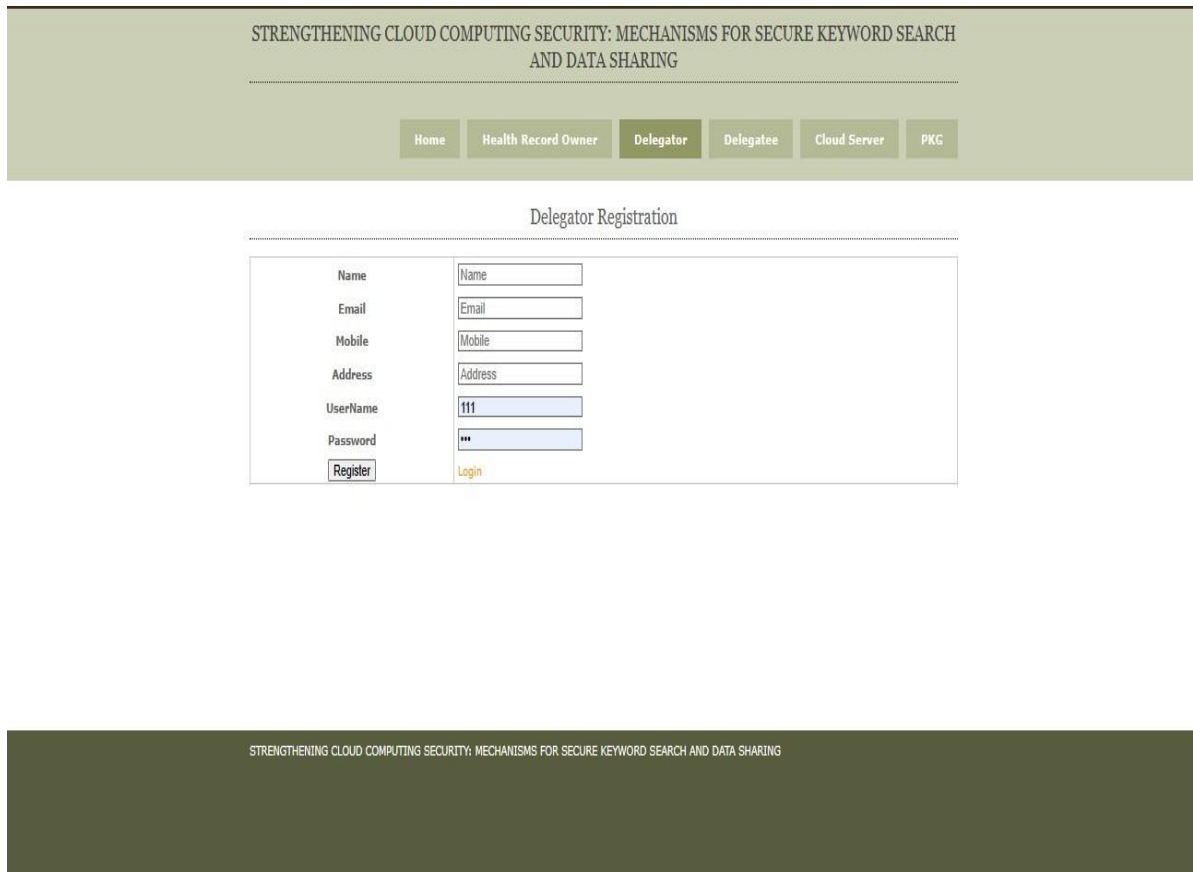 STRENGTHENING CLOUD COMPUTING SECURITY: MECHANISMS FOR SECURE KEYWORD SEARCH
AND DATA SHARING
Home Health Record Owner Delegator Delegatee Cloud Server PKG
Delegator Registration
Name Name
Email Email
Mobile Mobile
Address Address
UserName 111
Password •••
Register Login
STRENGTHENING CLOUD COMPUTING SECURITY: MECHANISMS FOR SECURE KEYWORD SEARCH AND DATA SHARING